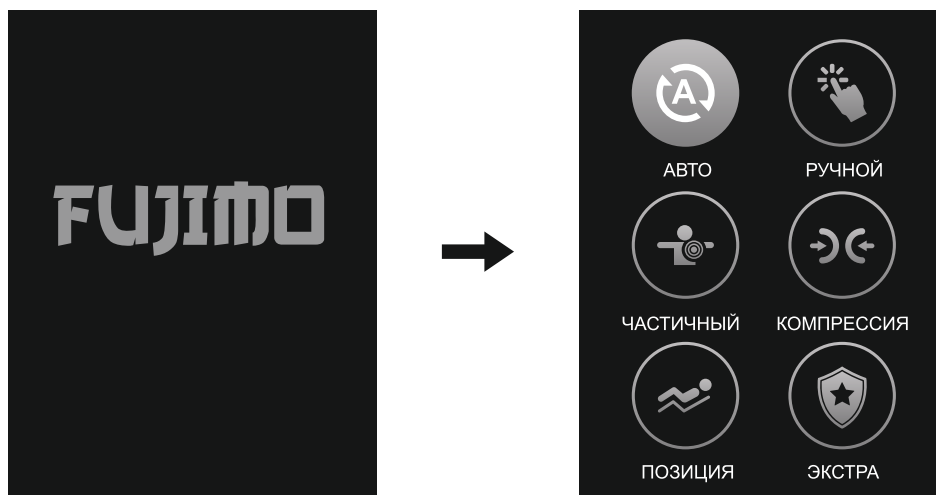 FUJIMO
A
АВТО
РУЧНОЙ
ЧАСТИЧНЫЙ
КОМПРЕССИЯ
ПОЗИЦИЯ
ЭКСТРА